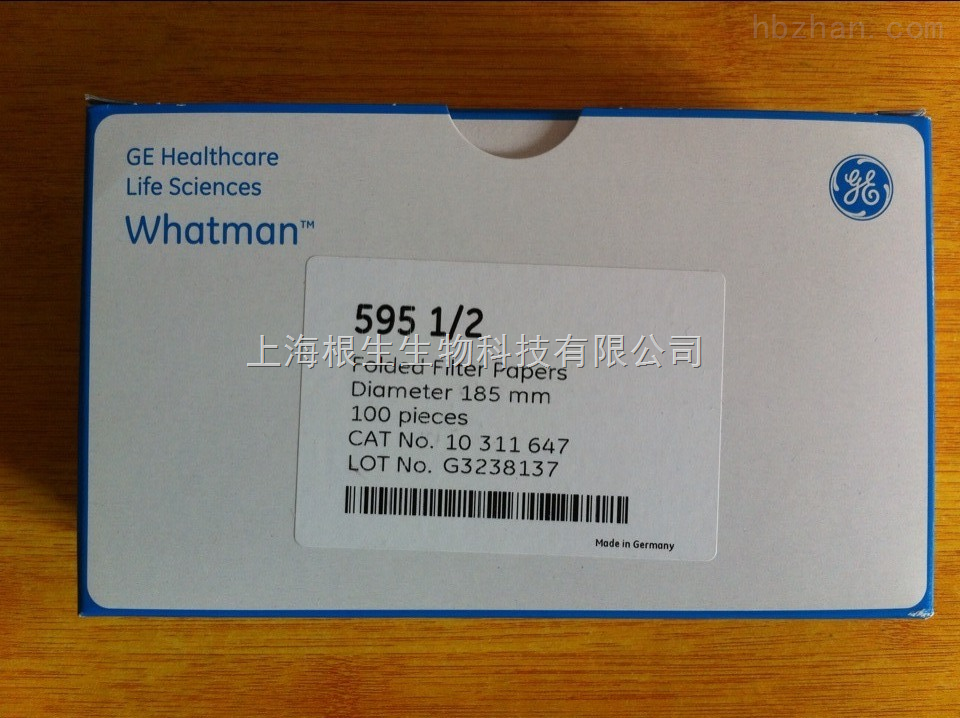 hbzhan.com
GE Healthcare
Life Sciences
Whatman™
GE
595 1/2
上海根生生物科技有限公司
Folded Filter Papers
Diameter 185 mm
100 pieces
CAT No. 10 311 647
LOT No. G3238137
Made in Germany